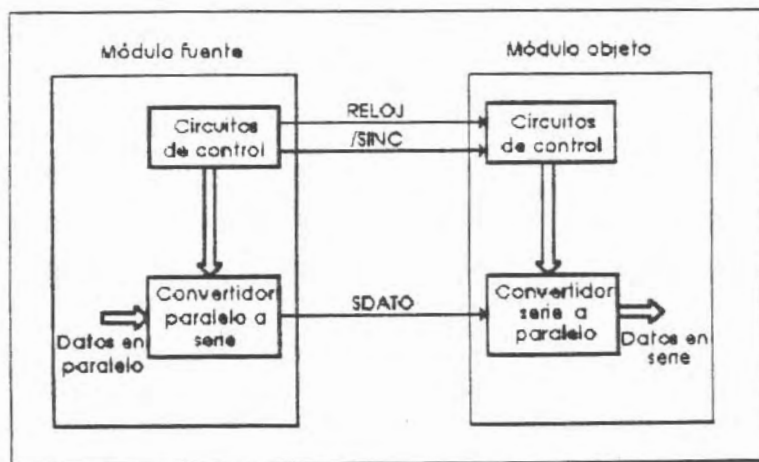 Módulo fuente
Módulo objeto
Circuitos
de control
RELOJ
/SINC
Circuitos
de control
Datos en
paralelo
Convertidor
paralelo a
serie
SDATO
Convertidor
serie a
paralelo
Datos en
serie